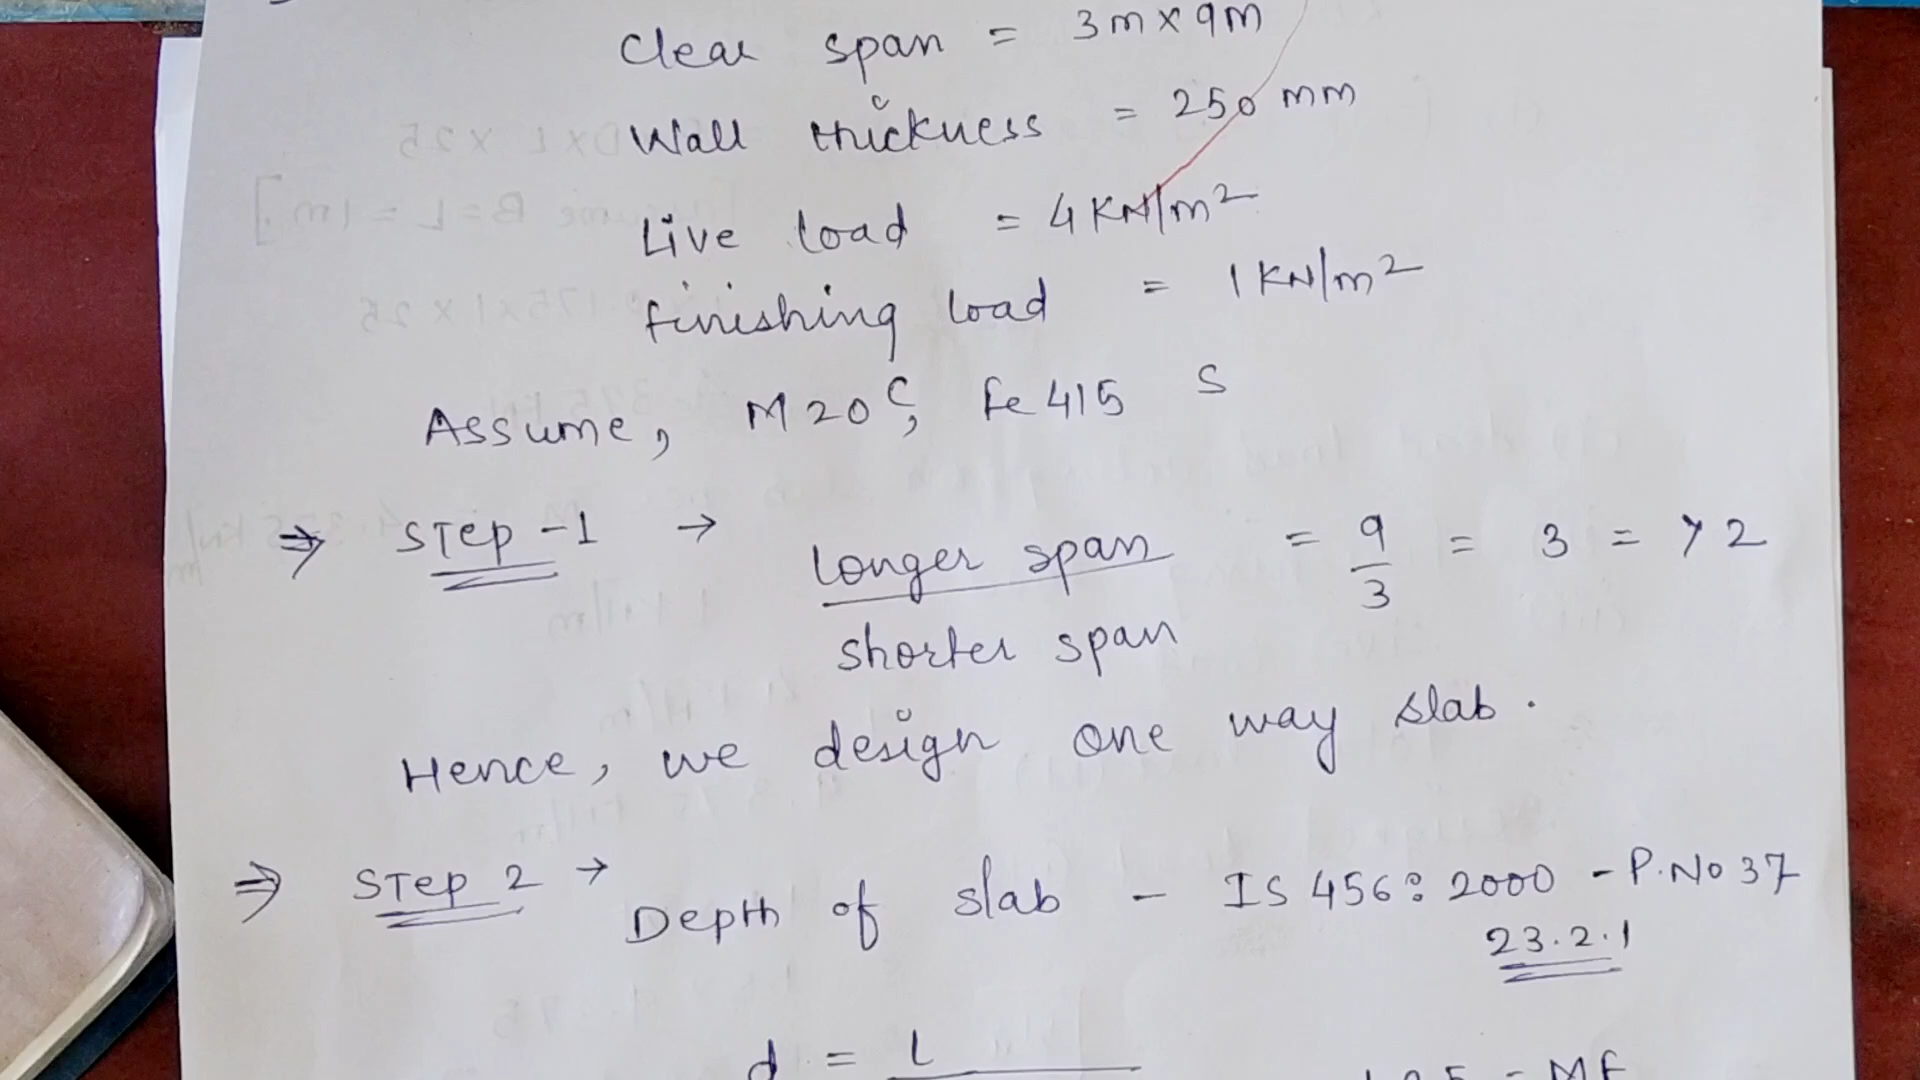 Clear span = 3m x 9m
Wall thickness = 250 mm
Live load = 4 KN/m2
finishing load = 1 KN/m2
Assume, M20, fe 415 S
⇒ STep -1 → longer span / shorter span = 9/3 = 3 = > 2
Hence, we design one way slab.
⇒ STep 2 → Depth of slab - IS 456: 2000 - P.No 37
23.2.1
d = L